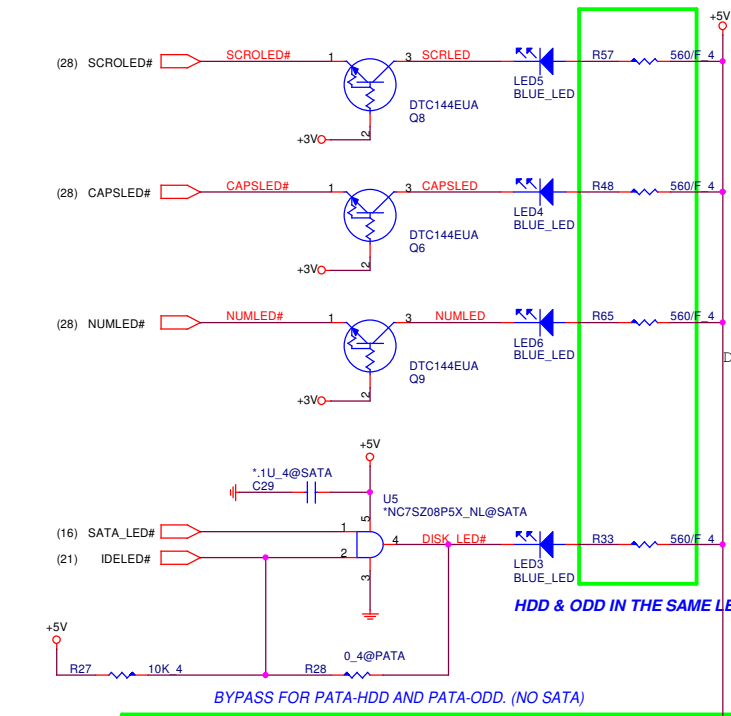 +5V
(28) SCROLED# SCROLED# 1 3 SCRLED R57 560/F_4
LED5
BLUE_LED
DTC144EUA
Q8
2
+3V
(28) CAPSLED# CAPSLED# 1 3 CAPSLED R48 560/F_4
LED4
BLUE_LED
DTC144EUA
Q6
2
+3V
(28) NUMLED# NUMLED# 1 3 NUMLED R65 560/F_4
LED6
BLUE_LED
D
DTC144EUA
Q9
2
+3V
+5V
*.1U_4@SATA
C29
U5
*NC7SZ08P5X_NL@SATA
5
(16) SATA_LED# 1
4 DISK_LED# R33 560/F_4
(21) IDELED# 2
LED3
BLUE_LED
3
HDD & ODD IN THE SAME LE
+5V
0_4@PATA
R27 10K_4 R28
BYPASS FOR PATA-HDD AND PATA-ODD. (NO SATA)